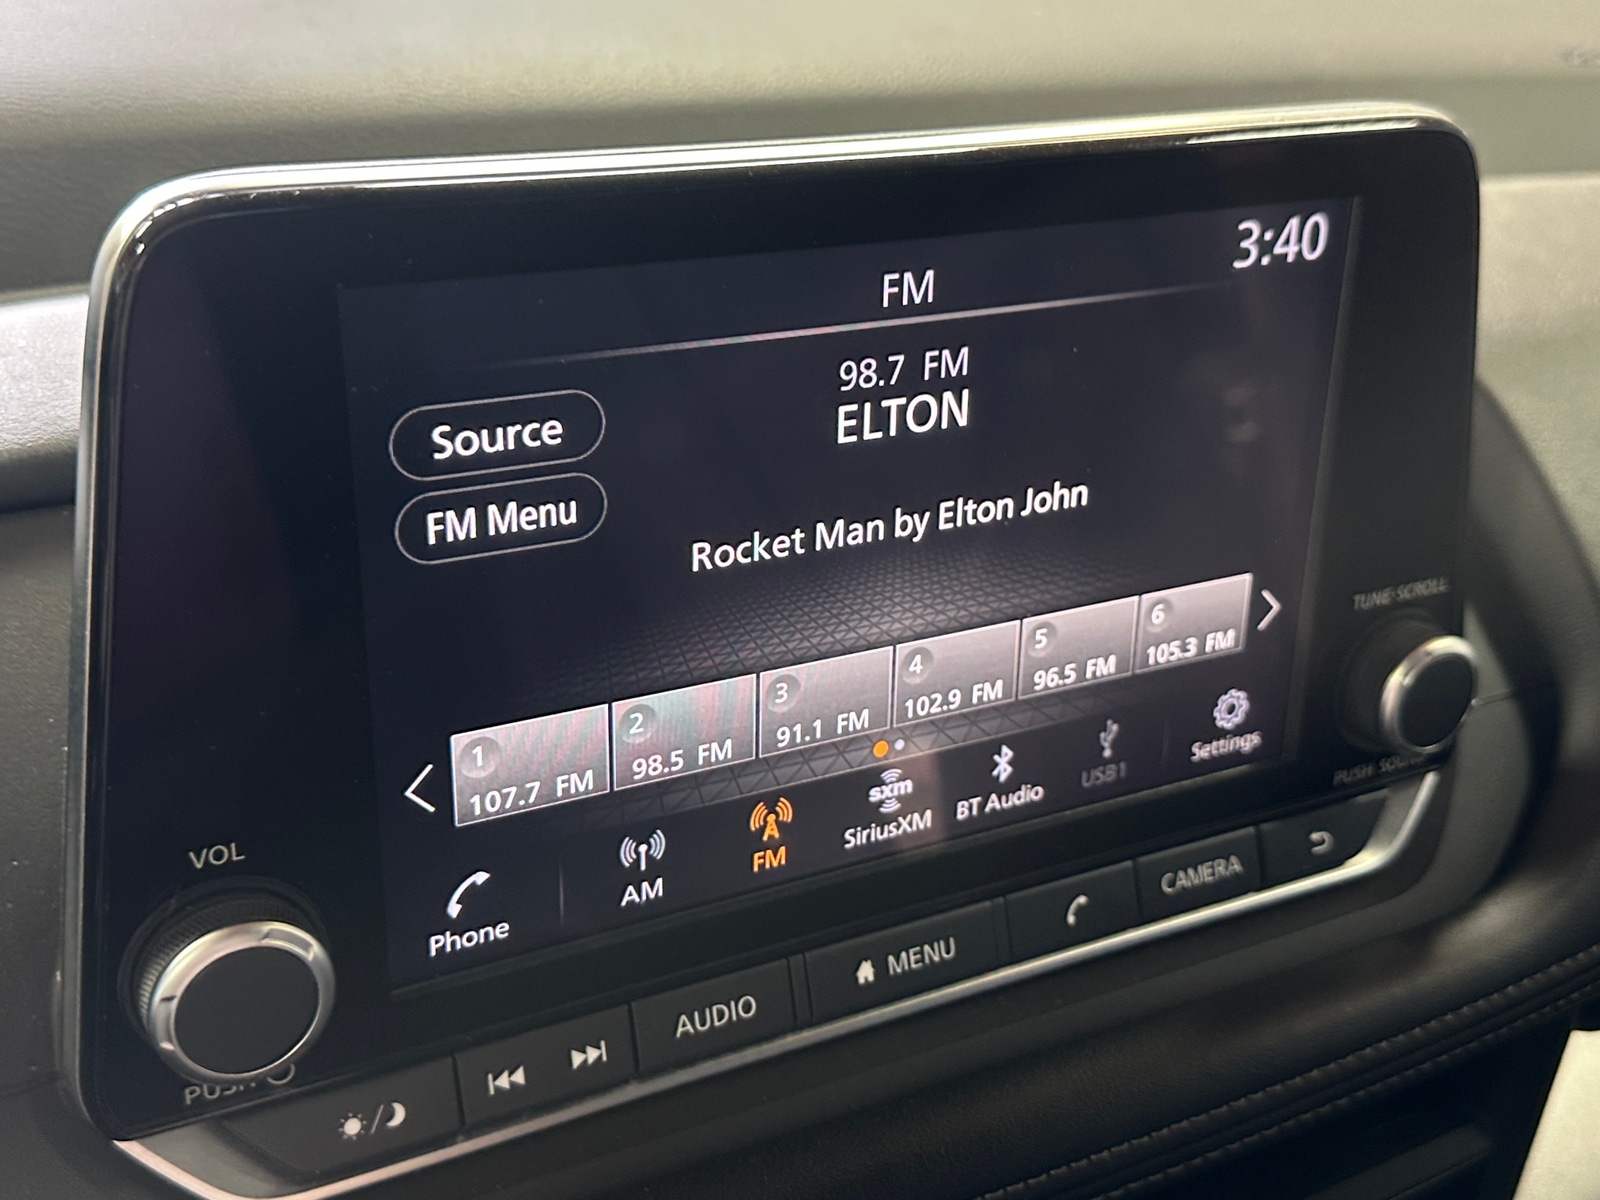 3:40
FM
98.7 FM
ELTON
Source
FM Menu
Rocket Man by Elton John
1
107.7 FM
2
98.5 FM
3
91.1 FM
4
102.9 FM
5
96.5 FM
6
105.3 FM
Phone
AM
FM
sxm
SiriusXM
BT Audio
USB1
Settings
TUNE·SCROLL
PUSH
VOL
PUSH
AUDIO
MENU
CAMERA